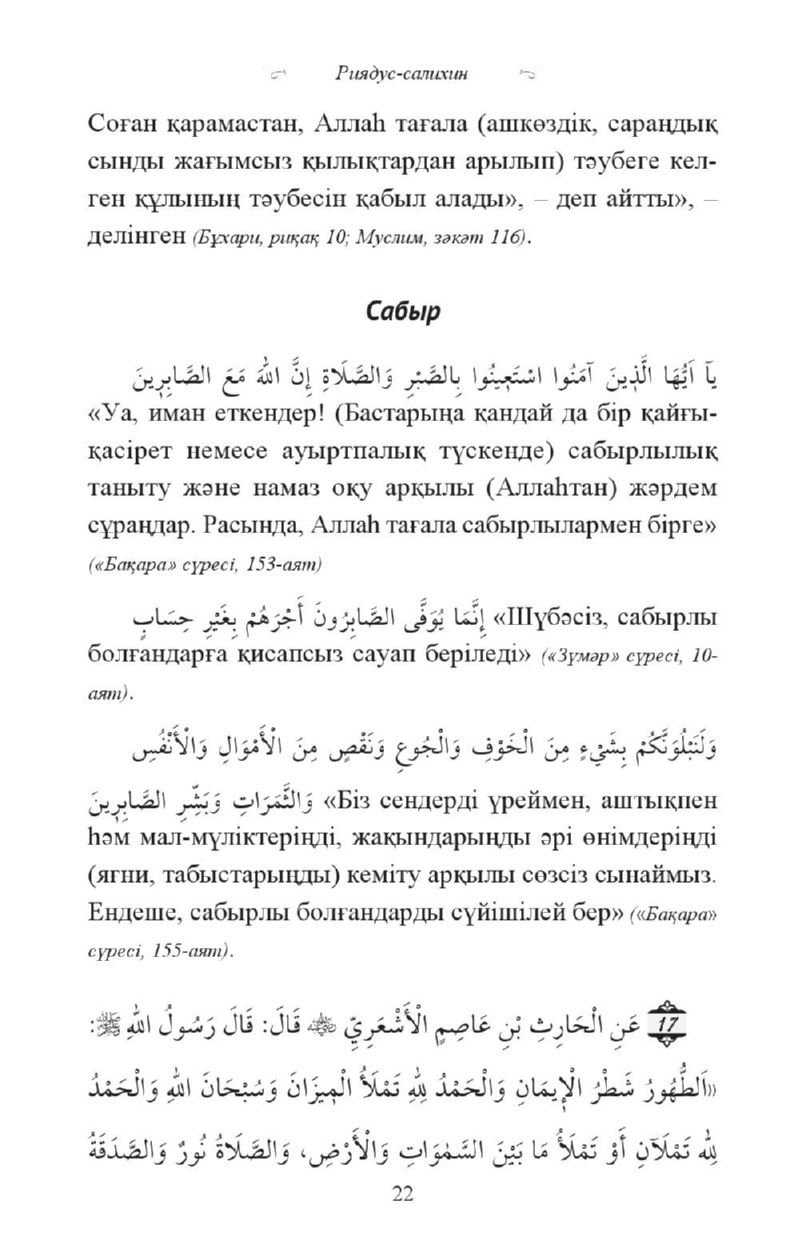 Риядус-салихин
Соған қарамастан, Аллаһ тағала (ашкөздік, сараңдық
сынды жағымсыз қылықтардан арылып) тәубеге кел-
ген құлының тәубесін қабыл алады», – деп айтты», –
делінген (Бұхари, риқақ 10; Муслим, зәкәт 116).
Сабыр
يَآ اَيُّهَا الَّذِينَ آمَنُوا اسْتَعِينُوا بِالصَّبْرِ وَالصَّلَاةِ إِنَّ اللهَ مَعَ الصَّابِرِينَ
«Уа, иман еткендер! (Бастарыңа қандай да бір қайғы-
қасірет немесе ауыртпалық түскенде) сабырлылық
таныту және намаз оқу арқылы (Аллаһтан) жәрдем
сұраңдар. Расында, Аллаһ тағала сабырлылармен бірге»
(«Бақара» сүресі, 153-аят)
إِنَّمَا يُوَفَّى الصَّابِرُونَ أَجْرَهُمْ بِغَيْرِ حِسَابٍ «Шүбәсіз, сабырлы
болғандарға қисапсыз сауап беріледі» («Зүмәр» сүресі, 10-
аят).
وَلَنَبْلُوَنَّكُمْ بِشَيْءٍ مِنَ الْخَوْفِ وَالْجُوعِ وَنَقْصٍ مِنَ الْأَمْوَالِ وَالْأَنْفُسِ
وَالثَّمَرَاتِ وَبَشِّرِ الصَّابِرِينَ «Біз сендерді үреймен, аштықпен
һәм мал-мүліктеріңді, жақындарыңды әрі өнімдеріңді
(яғни, табыстарыңды) кеміту арқылы сөзсіз сынаймыз.
Ендеше, сабырлы болғандарды сүйішілей бер» («Бақара»
сүресі, 155-аят).
17 عَنِ الْحَارِثِ بْنِ عَاصِمٍ الْأَشْعَرِيِّ ﷺ قَالَ: قَالَ رَسُولُ اللهِ ﷺ:
«اَلطُّهُورُ شَطْرُ الْإِيمَانِ وَالْحَمْدُ لِلهِ تَمْلَأُ الْمِيزَانَ وَسُبْحَانَ اللهِ وَالْحَمْدُ
لِلهِ تَمْلَآنِ أَوْ تَمْلَأُ مَا بَيْنَ السَّمٰوَاتِ وَالْأَرْضِ، وَالصَّلَاةُ نُورٌ وَالصَّدَقَةُ
22